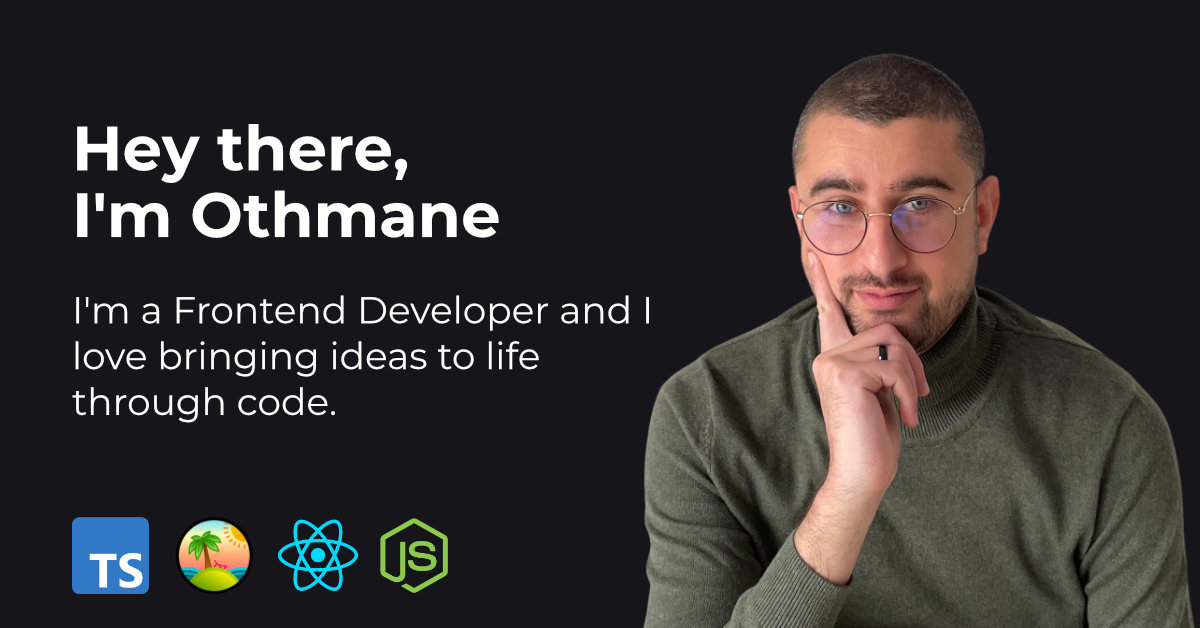 Hey there,
I'm Othmane
I'm a Frontend Developer and I
love bringing ideas to life
through code.
TS
JS